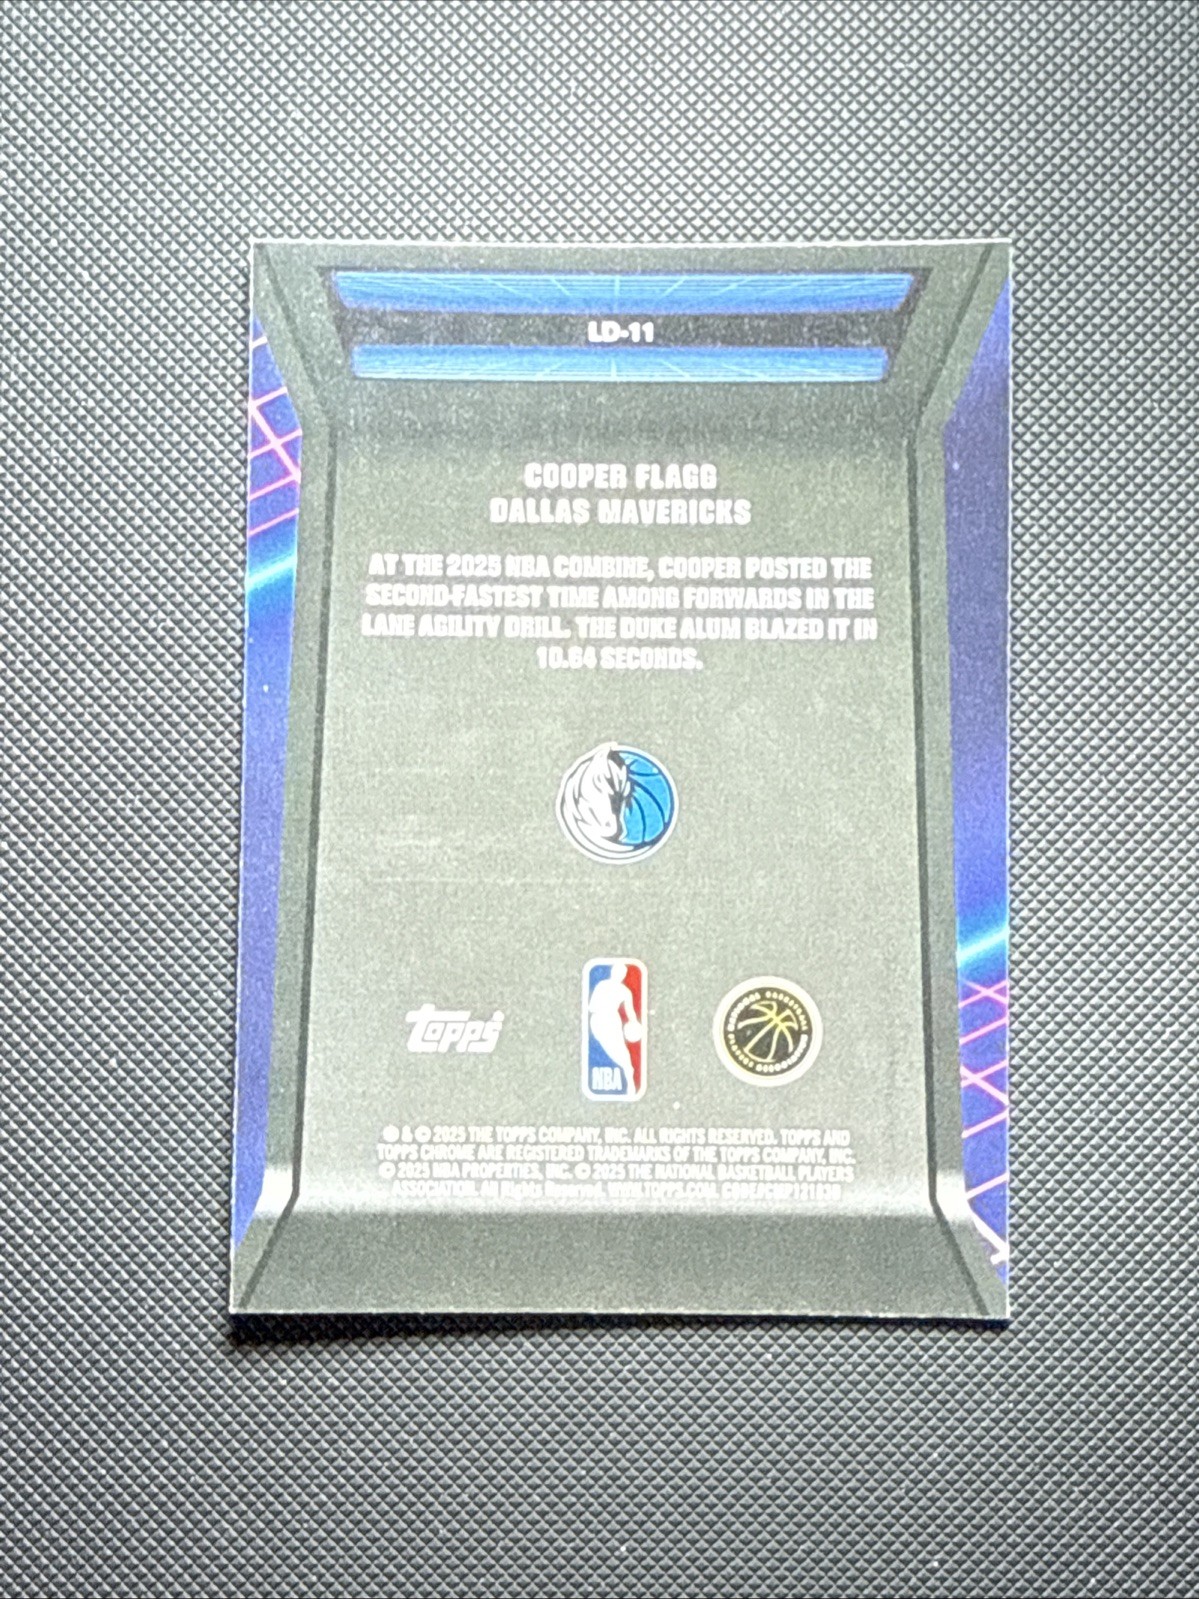 LD-11
COOPER FLAGG
DALLAS MAVERICKS
AT THE 2025 NBA COMBINE, COOPER POSTED THE
SECOND-FASTEST TIME AMONG FORWARDS IN THE
LANE AGILITY DRILL. THE DUKE ALUM BLAZED IT IN
10.64 SECONDS.
Topps
NBA
® & © 2025 THE TOPPS COMPANY, INC. ALL RIGHTS RESERVED. TOPPS AND
TOPPS CHROME ARE REGISTERED TRADEMARKS OF THE TOPPS COMPANY, INC.
© 2025 NBA PROPERTIES, INC. © 2025 THE NATIONAL BASKETBALL PLAYERS
ASSOCIATION. All Rights Reserved. WWW.TOPPS.COM.